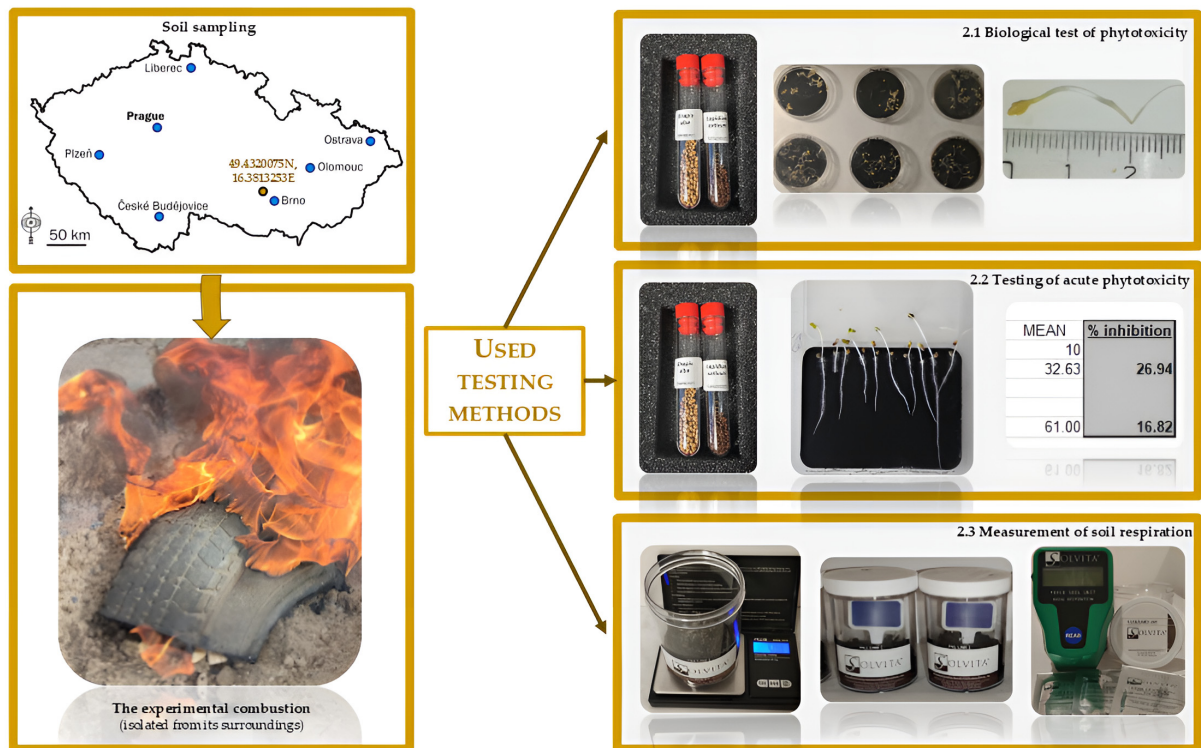 Soil sampling
Liberec
Prague
Ostrava
Plzeň
49.4320075N,
16.3813253E
Olomouc
České Budějovice
Brno
50 km
The experimental combustion
(isolated from its surroundings)
USED
TESTING
METHODS
2.1 Biological test of phytotoxicity
0 1 2
2.2 Testing of acute phytotoxicity
MEAN % inhibition
10
32.63 26.94
61.00 16.82
2.3 Measurement of soil respiration
SOLVITA
SOLVITA
SOLVITA
SOLVITA
READ
SOLVITA